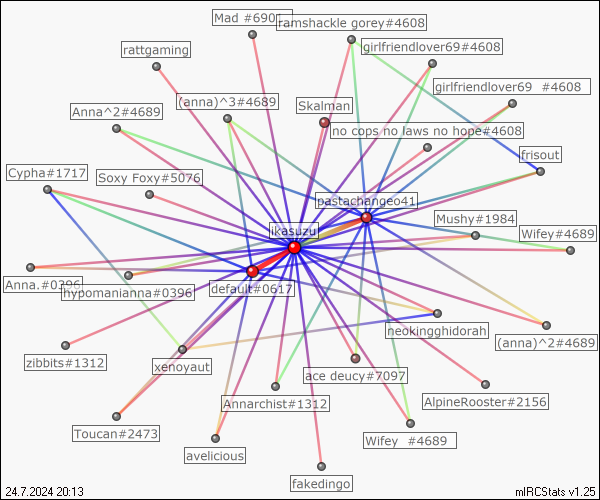 Mad #690
ramshackle gorey#4608
rattgaming
girlfriendlover69#4608
girlfriendlover69 #4608
Anna^2#4689
(anna)^3#4689
Skalman
no cops no laws no hope#4608
frisout
Cypha#1717
Soxy Foxy#5076
pastachangeo41
Mushy#1984
ikasuzu
Wifey#4689
Anna.#0396
hypomanianna#0396
default#0617
neokingghidorah
(anna)^2#4689
zibbits#1312
xenoyaut
ace deucy#7097
Annarchist#1312
AlpineRooster#2156
Toucan#2473
avelicious
Wifey #4689
fakedingo
24.7.2024 20:13
mIRCStats v1.25